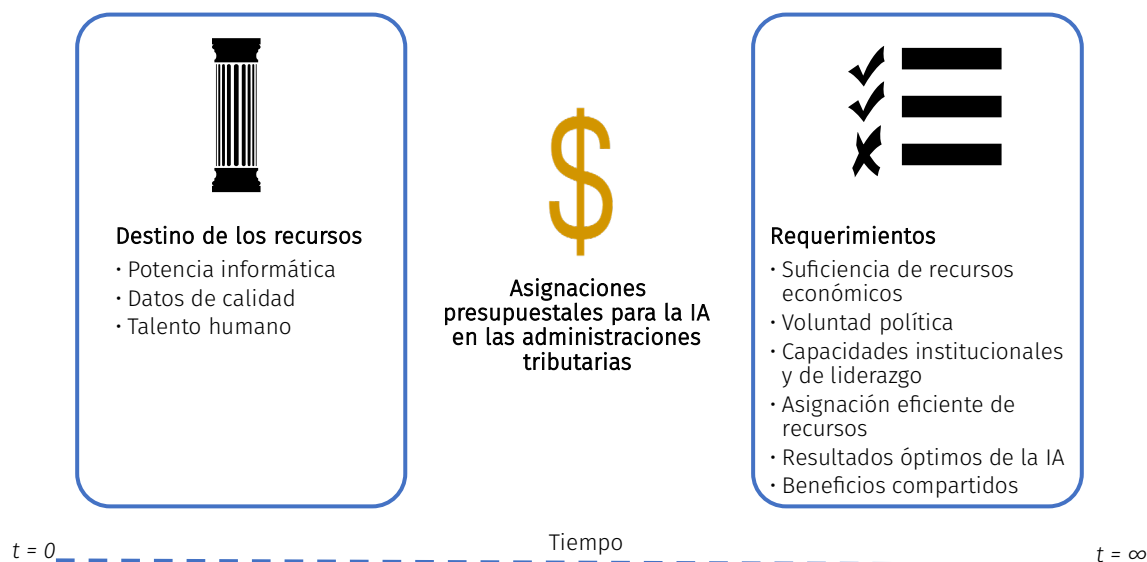 Destino de los recursos
· Potencia informática
· Datos de calidad
· Talento humano
$
Asignaciones
presupuestales para la IA
en las administraciones
tributarias
Requerimientos
· Suficiencia de recursos
económicos
· Voluntad política
· Capacidades institucionales
y de liderazgo
· Asignación eficiente de
recursos
· Resultados óptimos de la IA
· Beneficios compartidos
t = 0
Tiempo
t = ∞